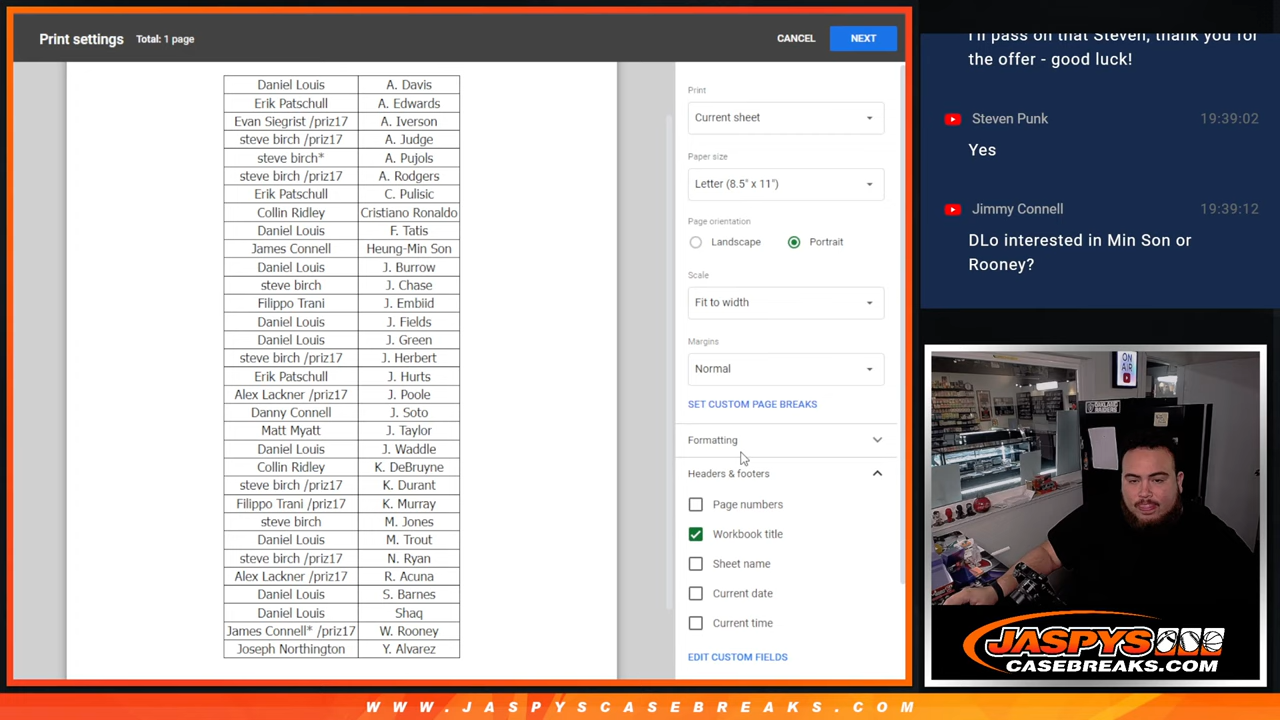 Print settings
Total: 1 page
CANCEL
NEXT
Daniel Louis A. Davis
Erik Patschull A. Edwards
Evan Siegrist /priz17 A. Iverson
steve birch /priz17 A. Judge
steve birch* A. Pujols
steve birch /priz17 A. Rodgers
Erik Patschull C. Pulisic
Collin Ridley Cristiano Ronaldo
Daniel Louis F. Tatis
James Connell Heung-Min Son
Daniel Louis J. Burrow
steve birch J. Chase
Filippo Trani J. Embiid
Daniel Louis J. Fields
Daniel Louis J. Green
steve birch /priz17 J. Herbert
Erik Patschull J. Hurts
Alex Lackner /priz17 J. Poole
Danny Connell J. Soto
Matt Myatt J. Taylor
Daniel Louis J. Waddle
Collin Ridley K. DeBruyne
steve birch /priz17 K. Durant
Filippo Trani /priz17 K. Murray
steve birch M. Jones
Daniel Louis M. Trout
steve birch /priz17 N. Ryan
Alex Lackner /priz17 R. Acuna
Daniel Louis S. Barnes
Daniel Louis Shaq
James Connell* /priz17 W. Rooney
Joseph Northington Y. Alvarez
Print
Current sheet
Paper size
Letter (8.5" x 11")
Page orientation
Landscape
Portrait
Scale
Fit to width
Margins
Normal
SET CUSTOM PAGE BREAKS
Formatting
Headers & footers
Page numbers
Workbook title
Sheet name
Current date
Current time
EDIT CUSTOM FIELDS
I'll pass on that Steven, thank you for
the offer - good luck!
Steven Punk 19:39:02
Yes
Jimmy Connell 19:39:12
DLo interested in Min Son or
Rooney?
ON
AIR
JASPYS
CASEBREAKS.COM
WWW.JASPYSCASEBREAKS.COM